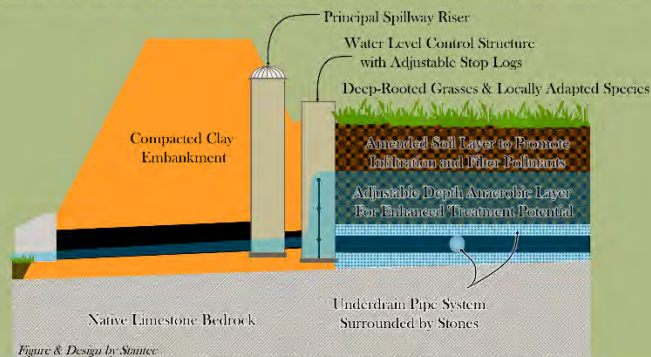 Principal Spillway Riser
Water Level Control Structure
with Adjustable Stop Logs
Deep-Rooted Grasses & Locally Adapted Species
Compacted Clay
Embankment
Amended Soil Layer to Promote
Infiltration and Filter Pollutants
Adjustable Depth Anaerobic Layer
For Enhanced Treatment Potential
Native Limestone Bedrock
Underdrain Pipe System
Surrounded by Stones
Figure & Design by Stantec